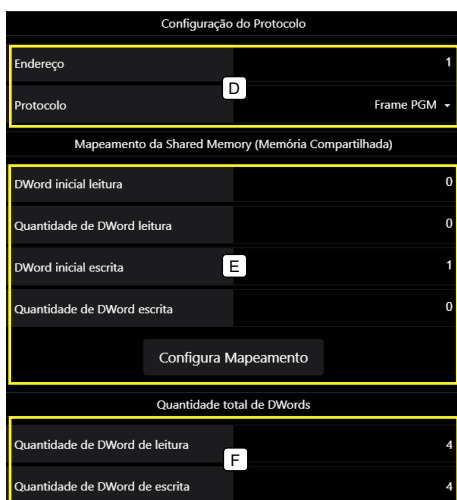 Configuração do Protocolo
Endereço 1
D
Protocolo Frame PGM
Mapeamento da Shared Memory (Memória Compartilhada)
DWord inicial leitura 0
Quantidade de DWord leitura 0
DWord inicial escrita E 1
Quantidade de DWord escrita 0
Configura Mapeamento
Quantidade total de DWords
Quantidade de DWord de leitura 4
F
Quantidade de DWord de escrita 4